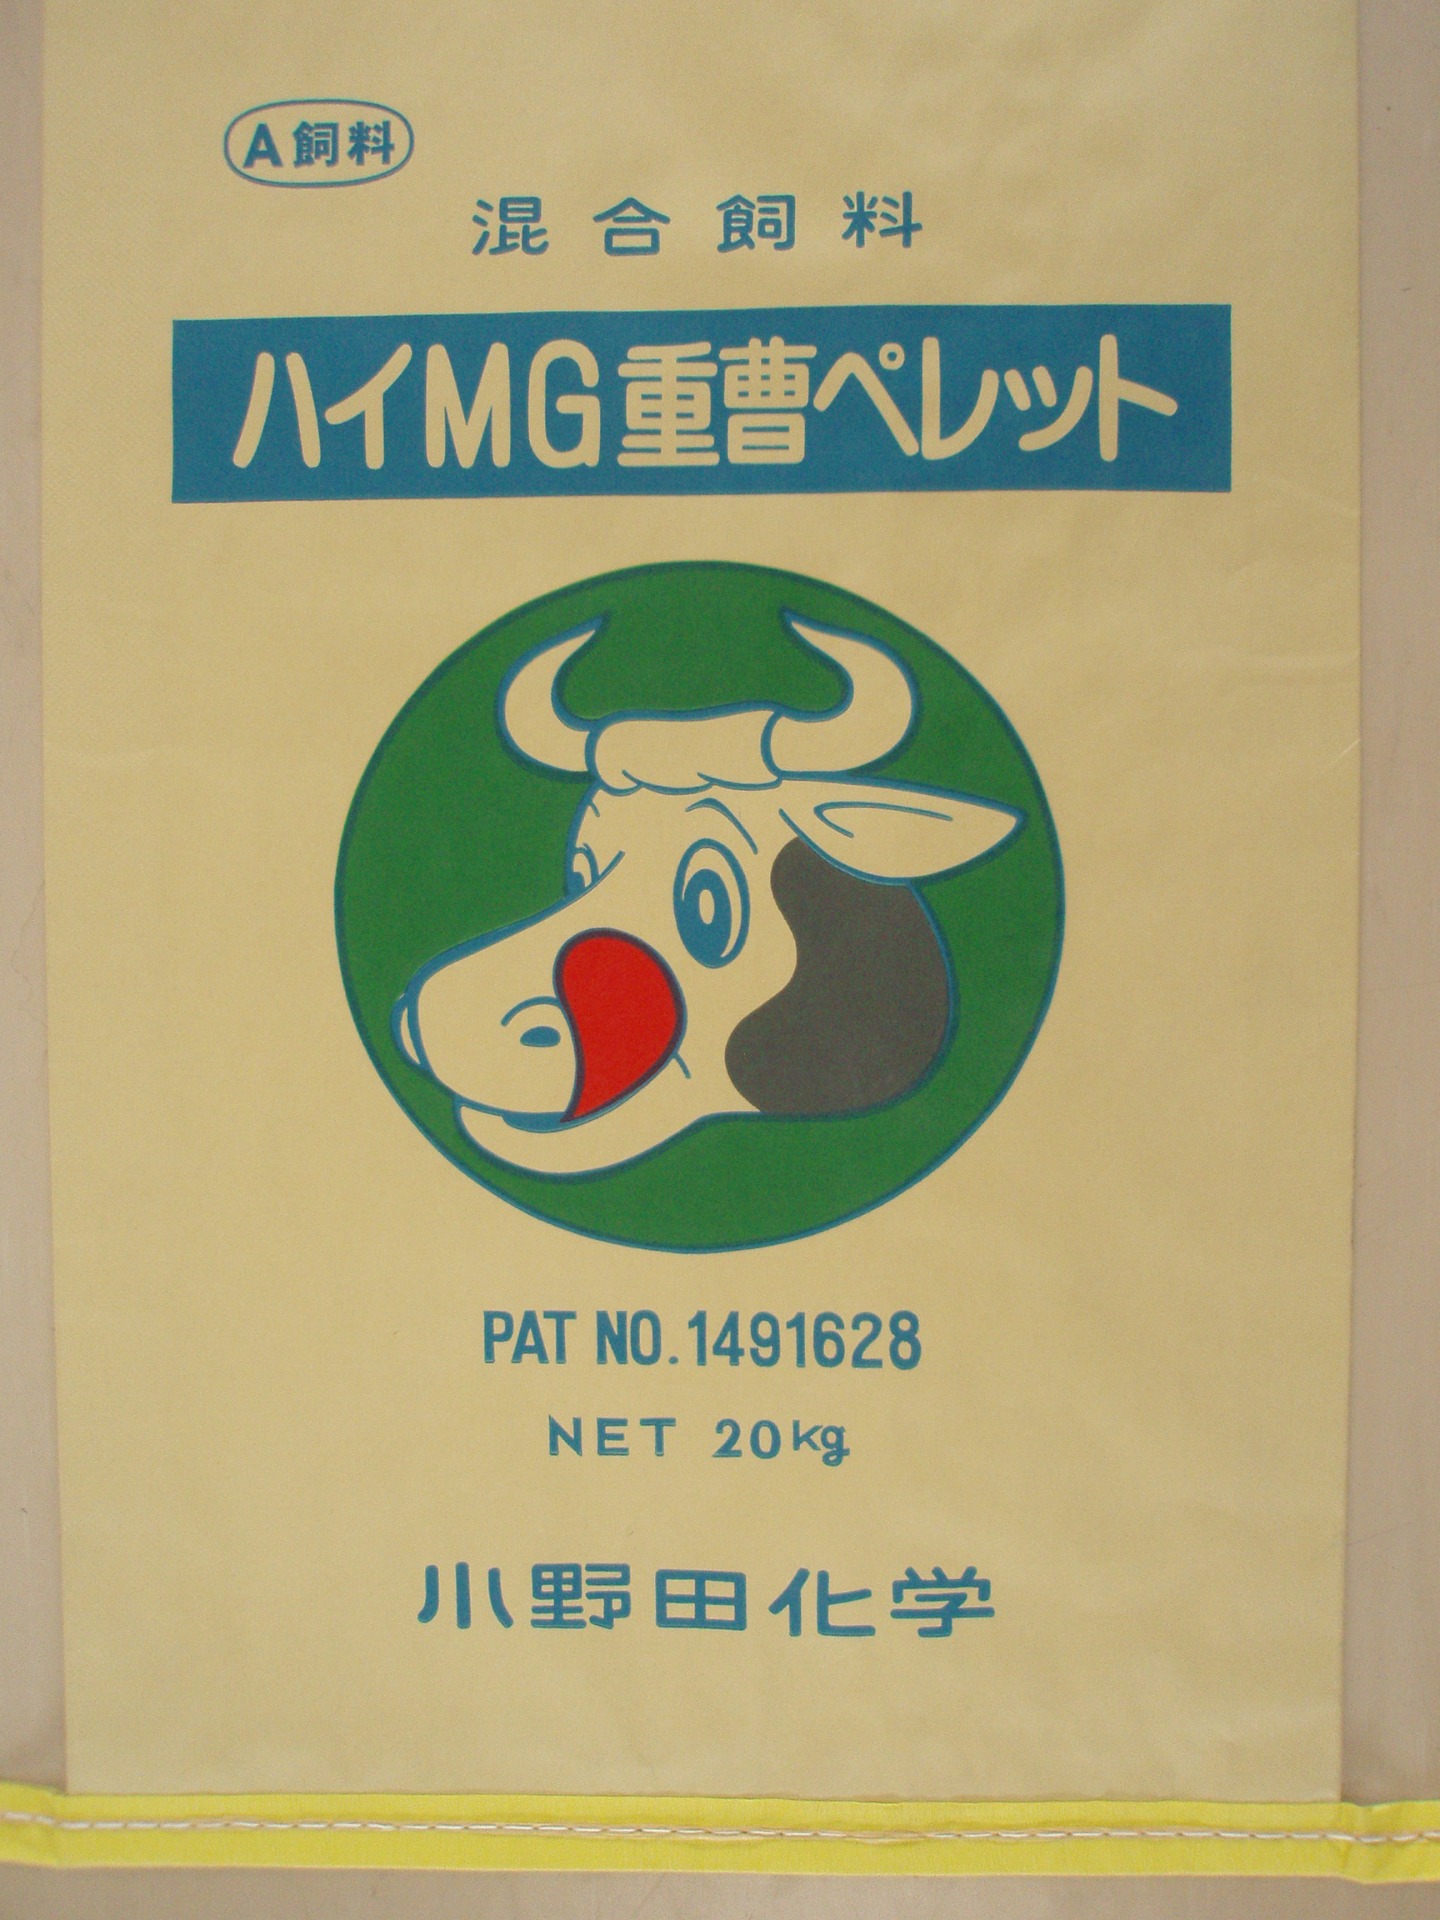 A飼料
混合飼料
ハイMG重曹ペレット
PAT NO.1491628
NET 20kg
小野田化学